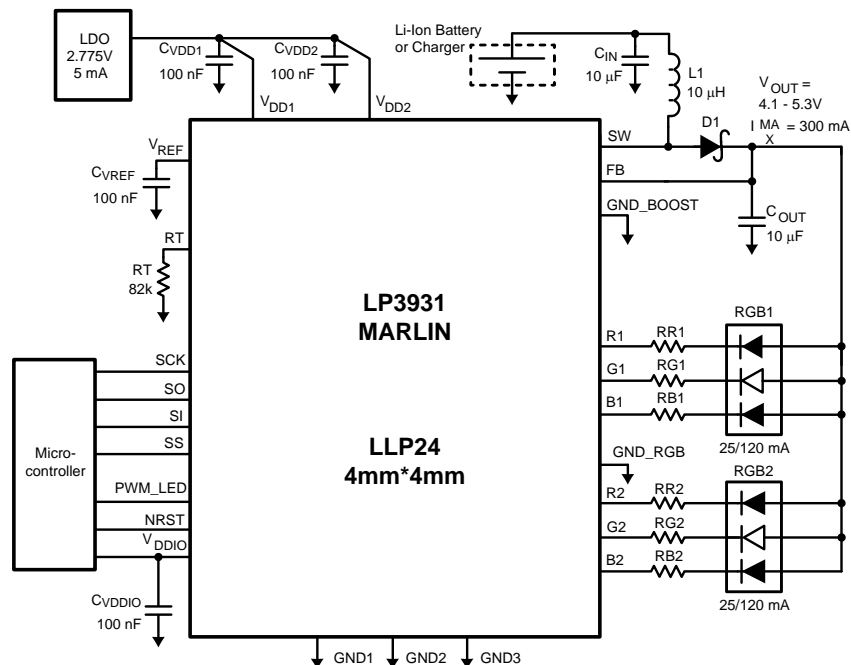 LDO
2.775V
5 mA
CVDD1
100 nF
CVDD2
100 nF
VDD1
VDD2
Li-Ion Battery
or Charger
CIN
10 μF
L1
10 μH
VOUT =
4.1 - 5.3V
I MA = 300 mA
X
D1
SW
FB
GND_BOOST
COUT
10 μF
VREF
CVREF
100 nF
RT
RT
82k
LP3931
MARLIN
LLP24
4mm*4mm
Micro-
controller
SCK
SO
SI
SS
PWM_LED
NRST
VDDIO
CVDDIO
100 nF
GND1
GND2
GND3
RGB1
R1
RR1
G1
RG1
B1
RB1
25/120 mA
GND_RGB
RGB2
R2
RR2
G2
RG2
B2
RB2
25/120 mA